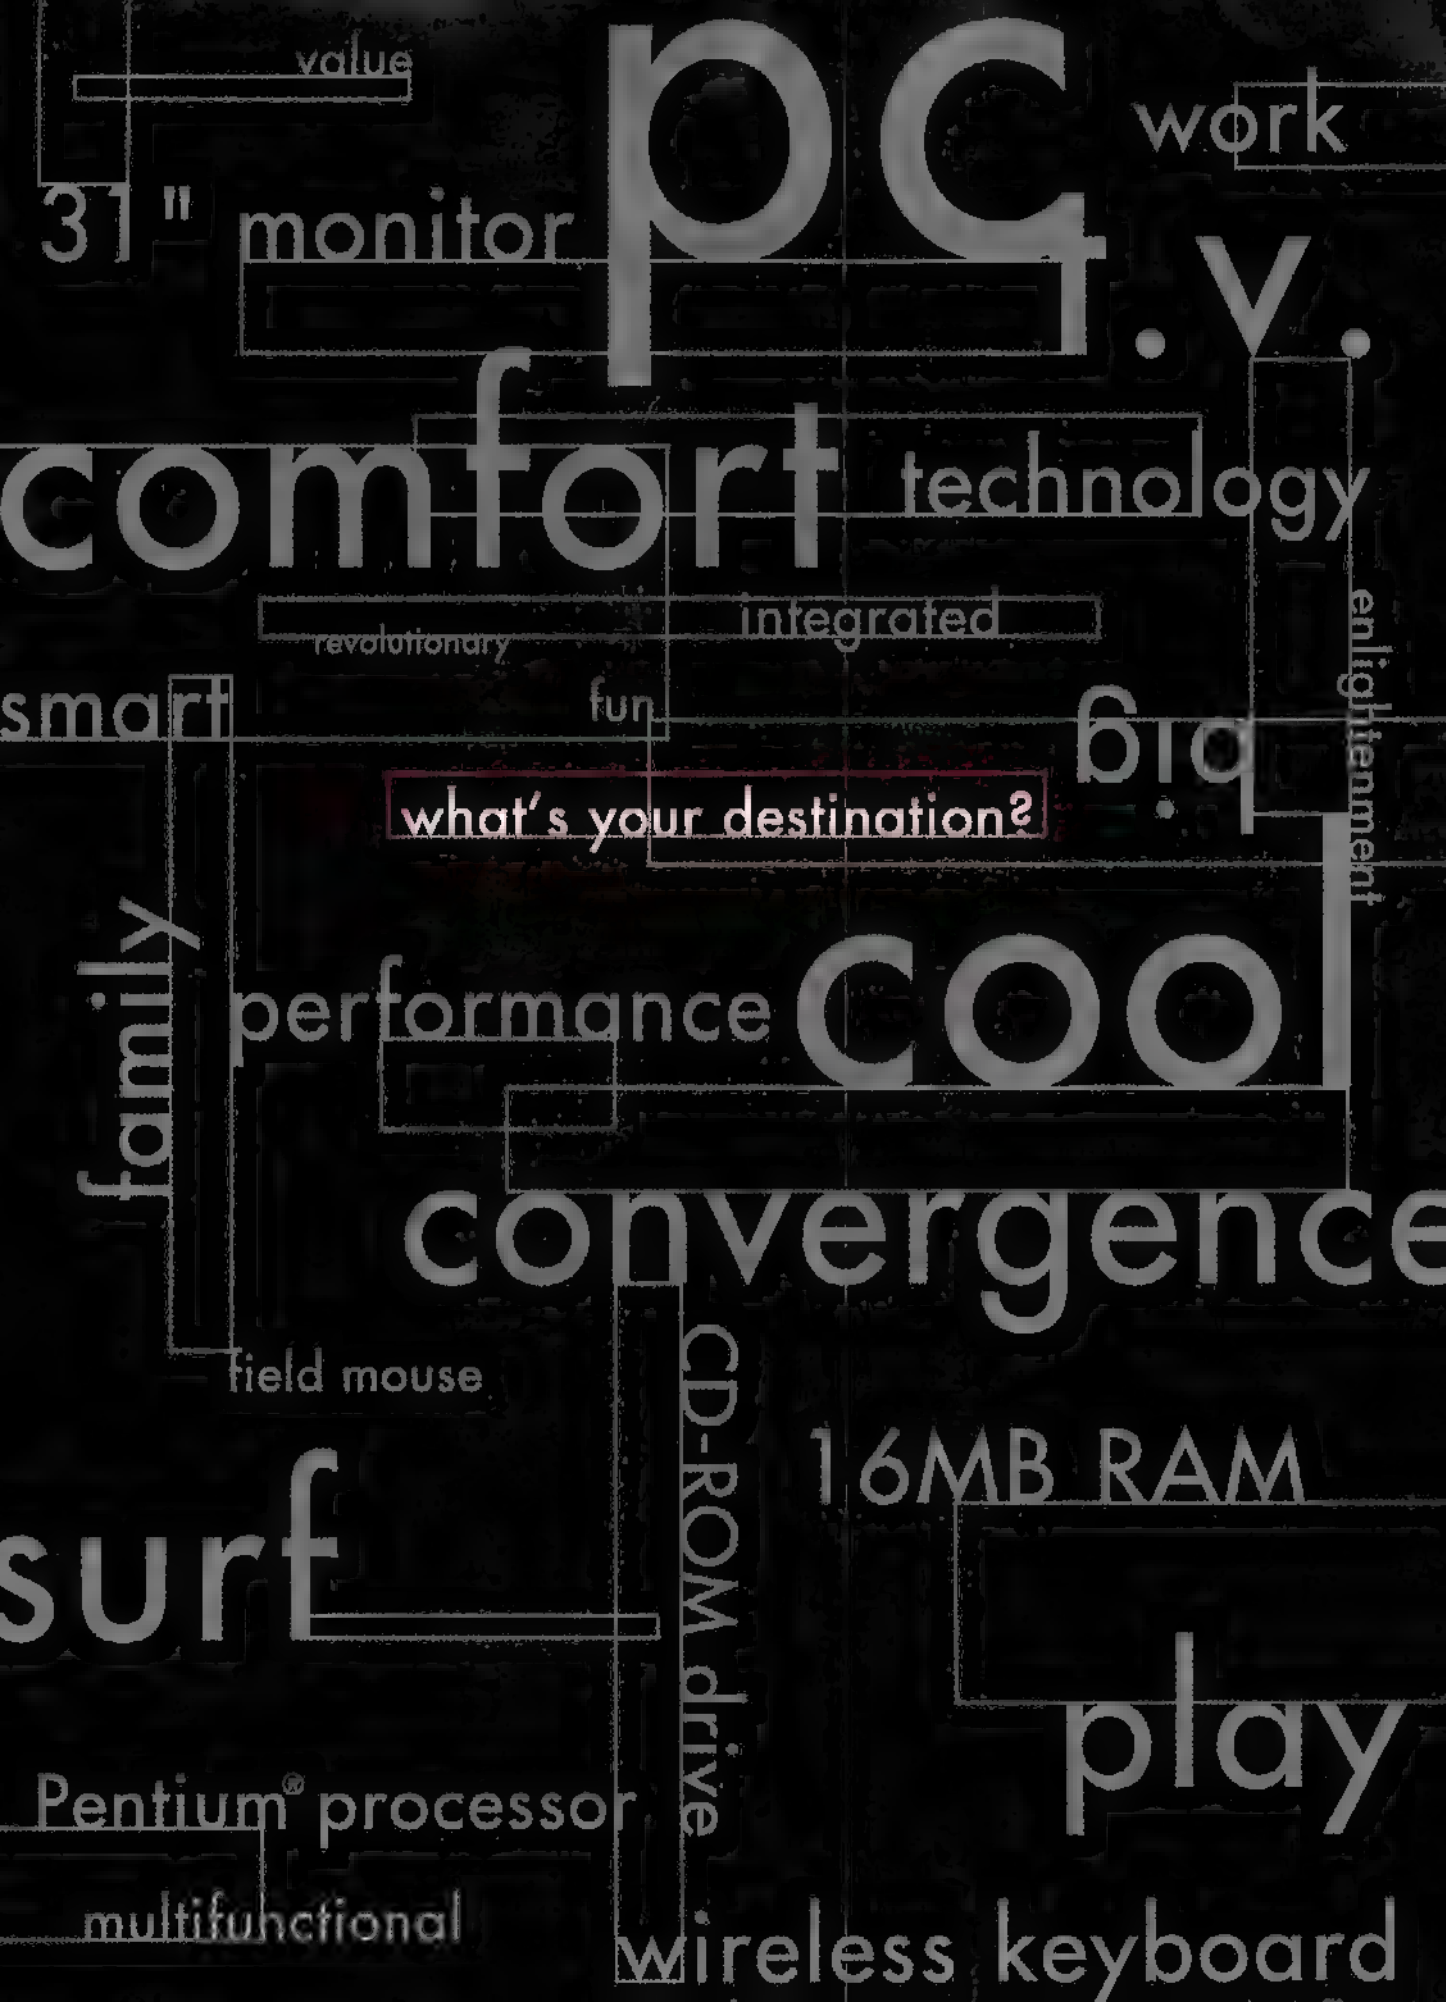 value
pc
work
31" monitor
t.v.
comfort
technology
integrated
revolutionary
enlightenment
smart
fun
big
what's your destination?
family
performance
cool
convergence
field mouse
CD-ROM drive
16MB RAM
surf
play
Pentium® processor
multifunctional
wireless keyboard